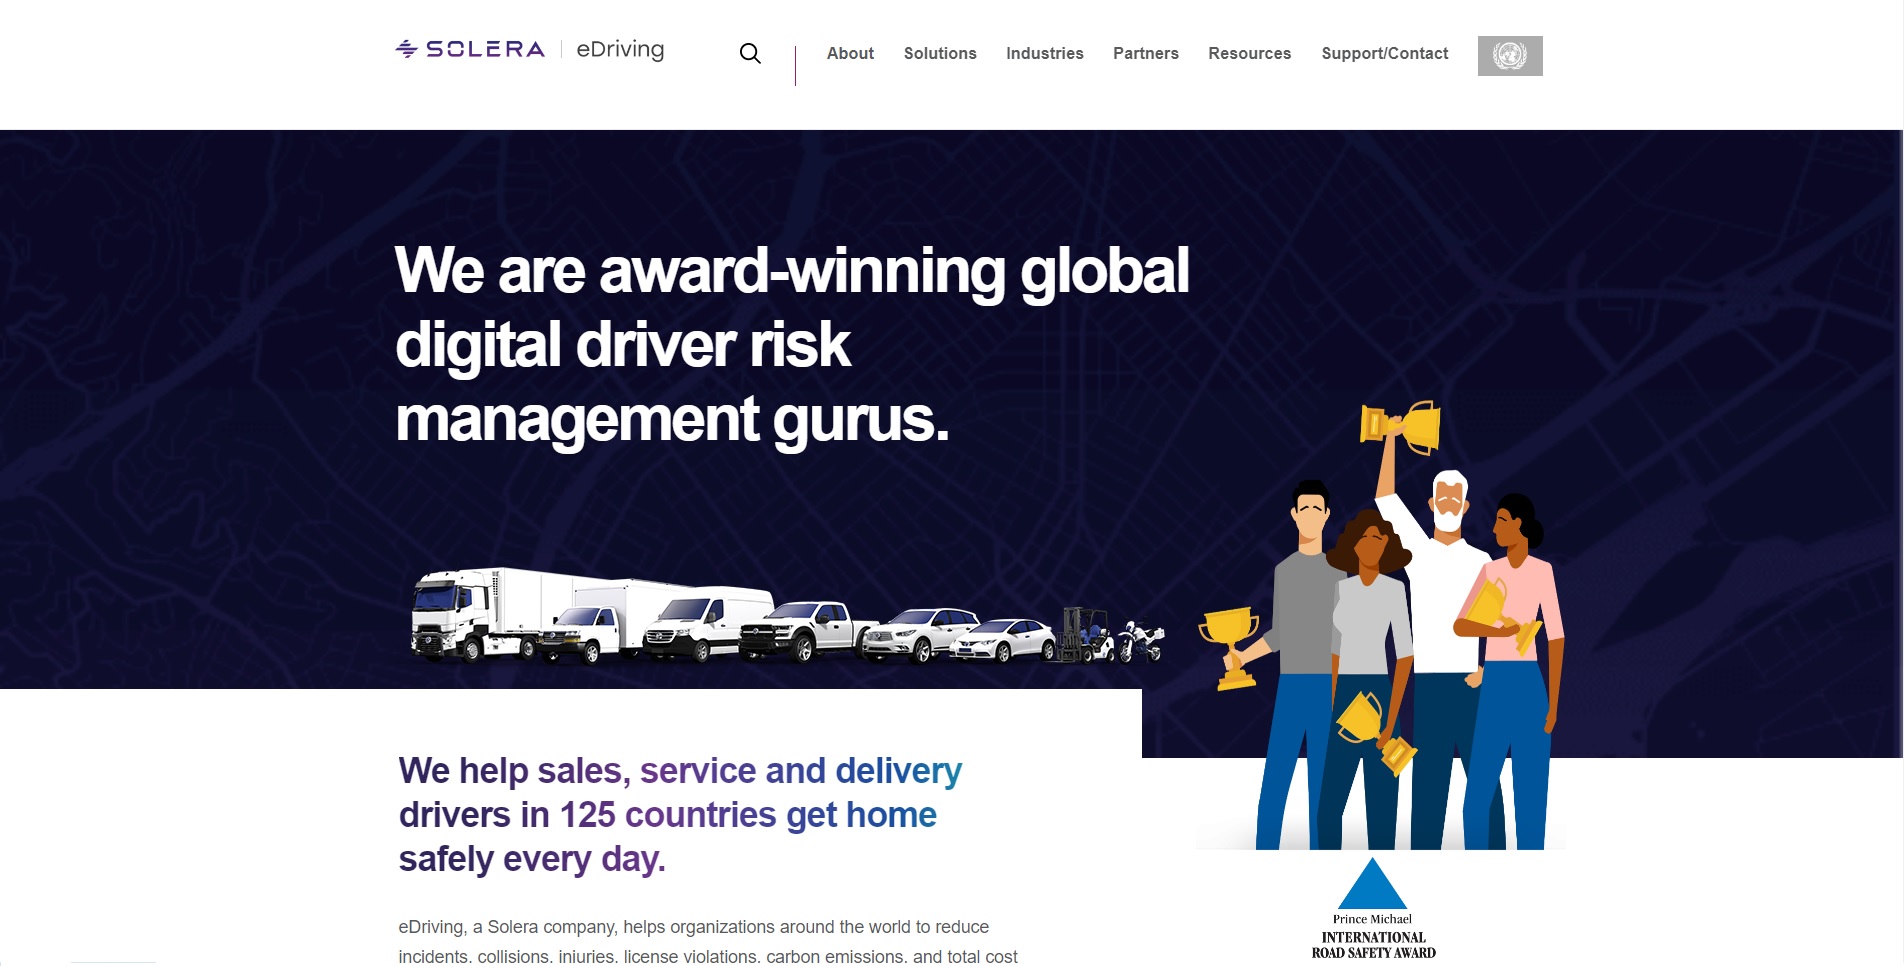 SOLERA | eDriving
About Solutions Industries Partners Resources Support/Contact
We are award-winning global
digital driver risk
management gurus.
We help sales, service and delivery
drivers in 125 countries get home
safely every day.
eDriving, a Solera company, helps organizations around the world to reduce
incidents, collisions, injuries, license violations, carbon emissions, and total cost
Prince Michael
INTERNATIONAL
ROAD SAFETY AWARD